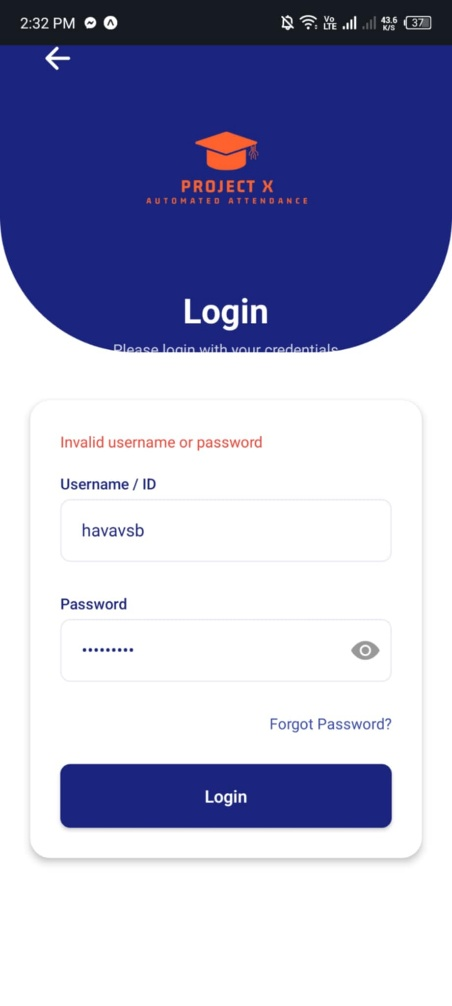 2:32 PM
Vo
LTE
43.6
K/S
37
PROJECT X
AUTOMATED ATTENDANCE
Login
Please login with your credentials
Invalid username or password
Username / ID
havavsb
Password
•••••••••
Forgot Password?
Login